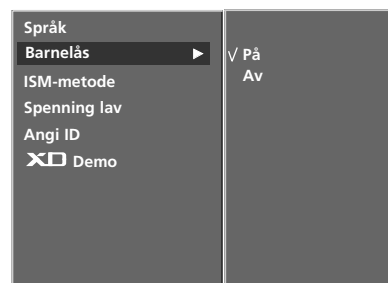 Språk
Barnelås ▶
ISM-metode
Spenning lav
Angi ID
XD Demo
√ På
Av